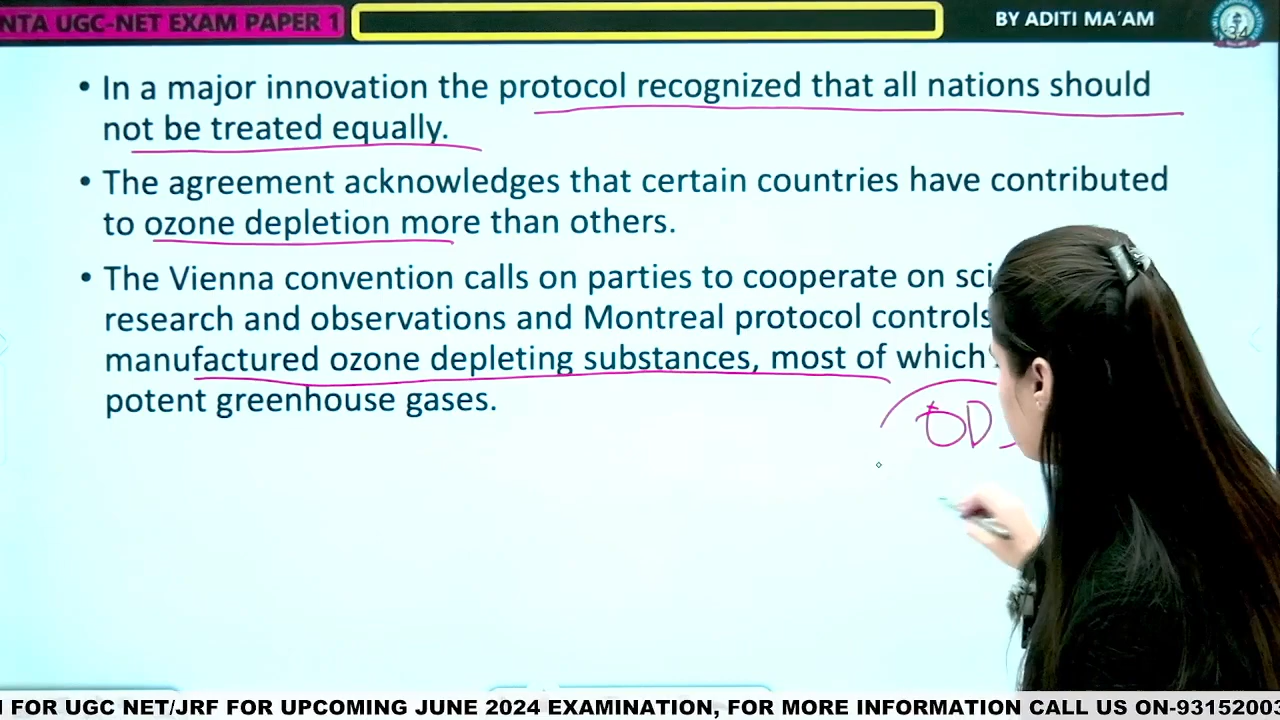 NTA UGC-NET EXAM PAPER 1
BY ADITI MA'AM
• In a major innovation the protocol recognized that all nations should
not be treated equally.
• The agreement acknowledges that certain countries have contributed
to ozone depletion more than others.
• The Vienna convention calls on parties to cooperate on sci
research and observations and Montreal protocol controls
manufactured ozone depleting substances, most of which
potent greenhouse gases.
OD
FOR UGC NET/JRF FOR UPCOMING JUNE 2024 EXAMINATION, FOR MORE INFORMATION CALL US ON-93152003